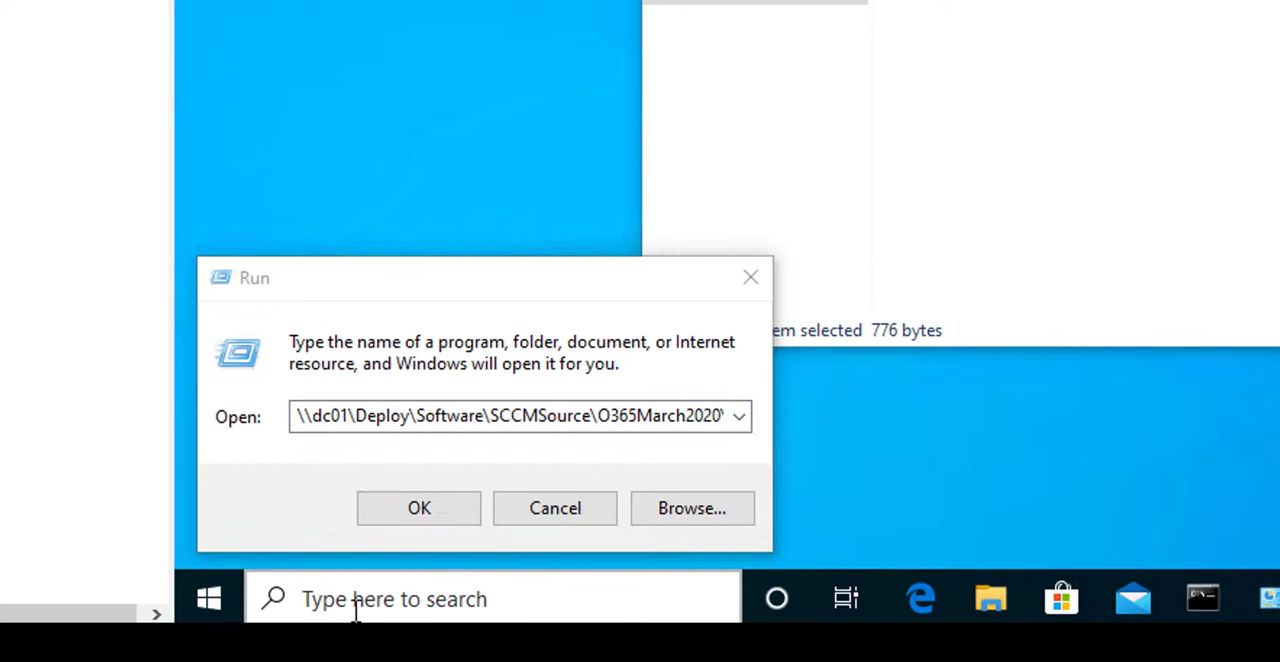 Run
Type the name of a program, folder, document, or Internet
resource, and Windows will open it for you.
Open: \\dc01\Deploy\Software\SCCMSource\O365March2020\
OK Cancel Browse...
selected 776 bytes
Type here to search